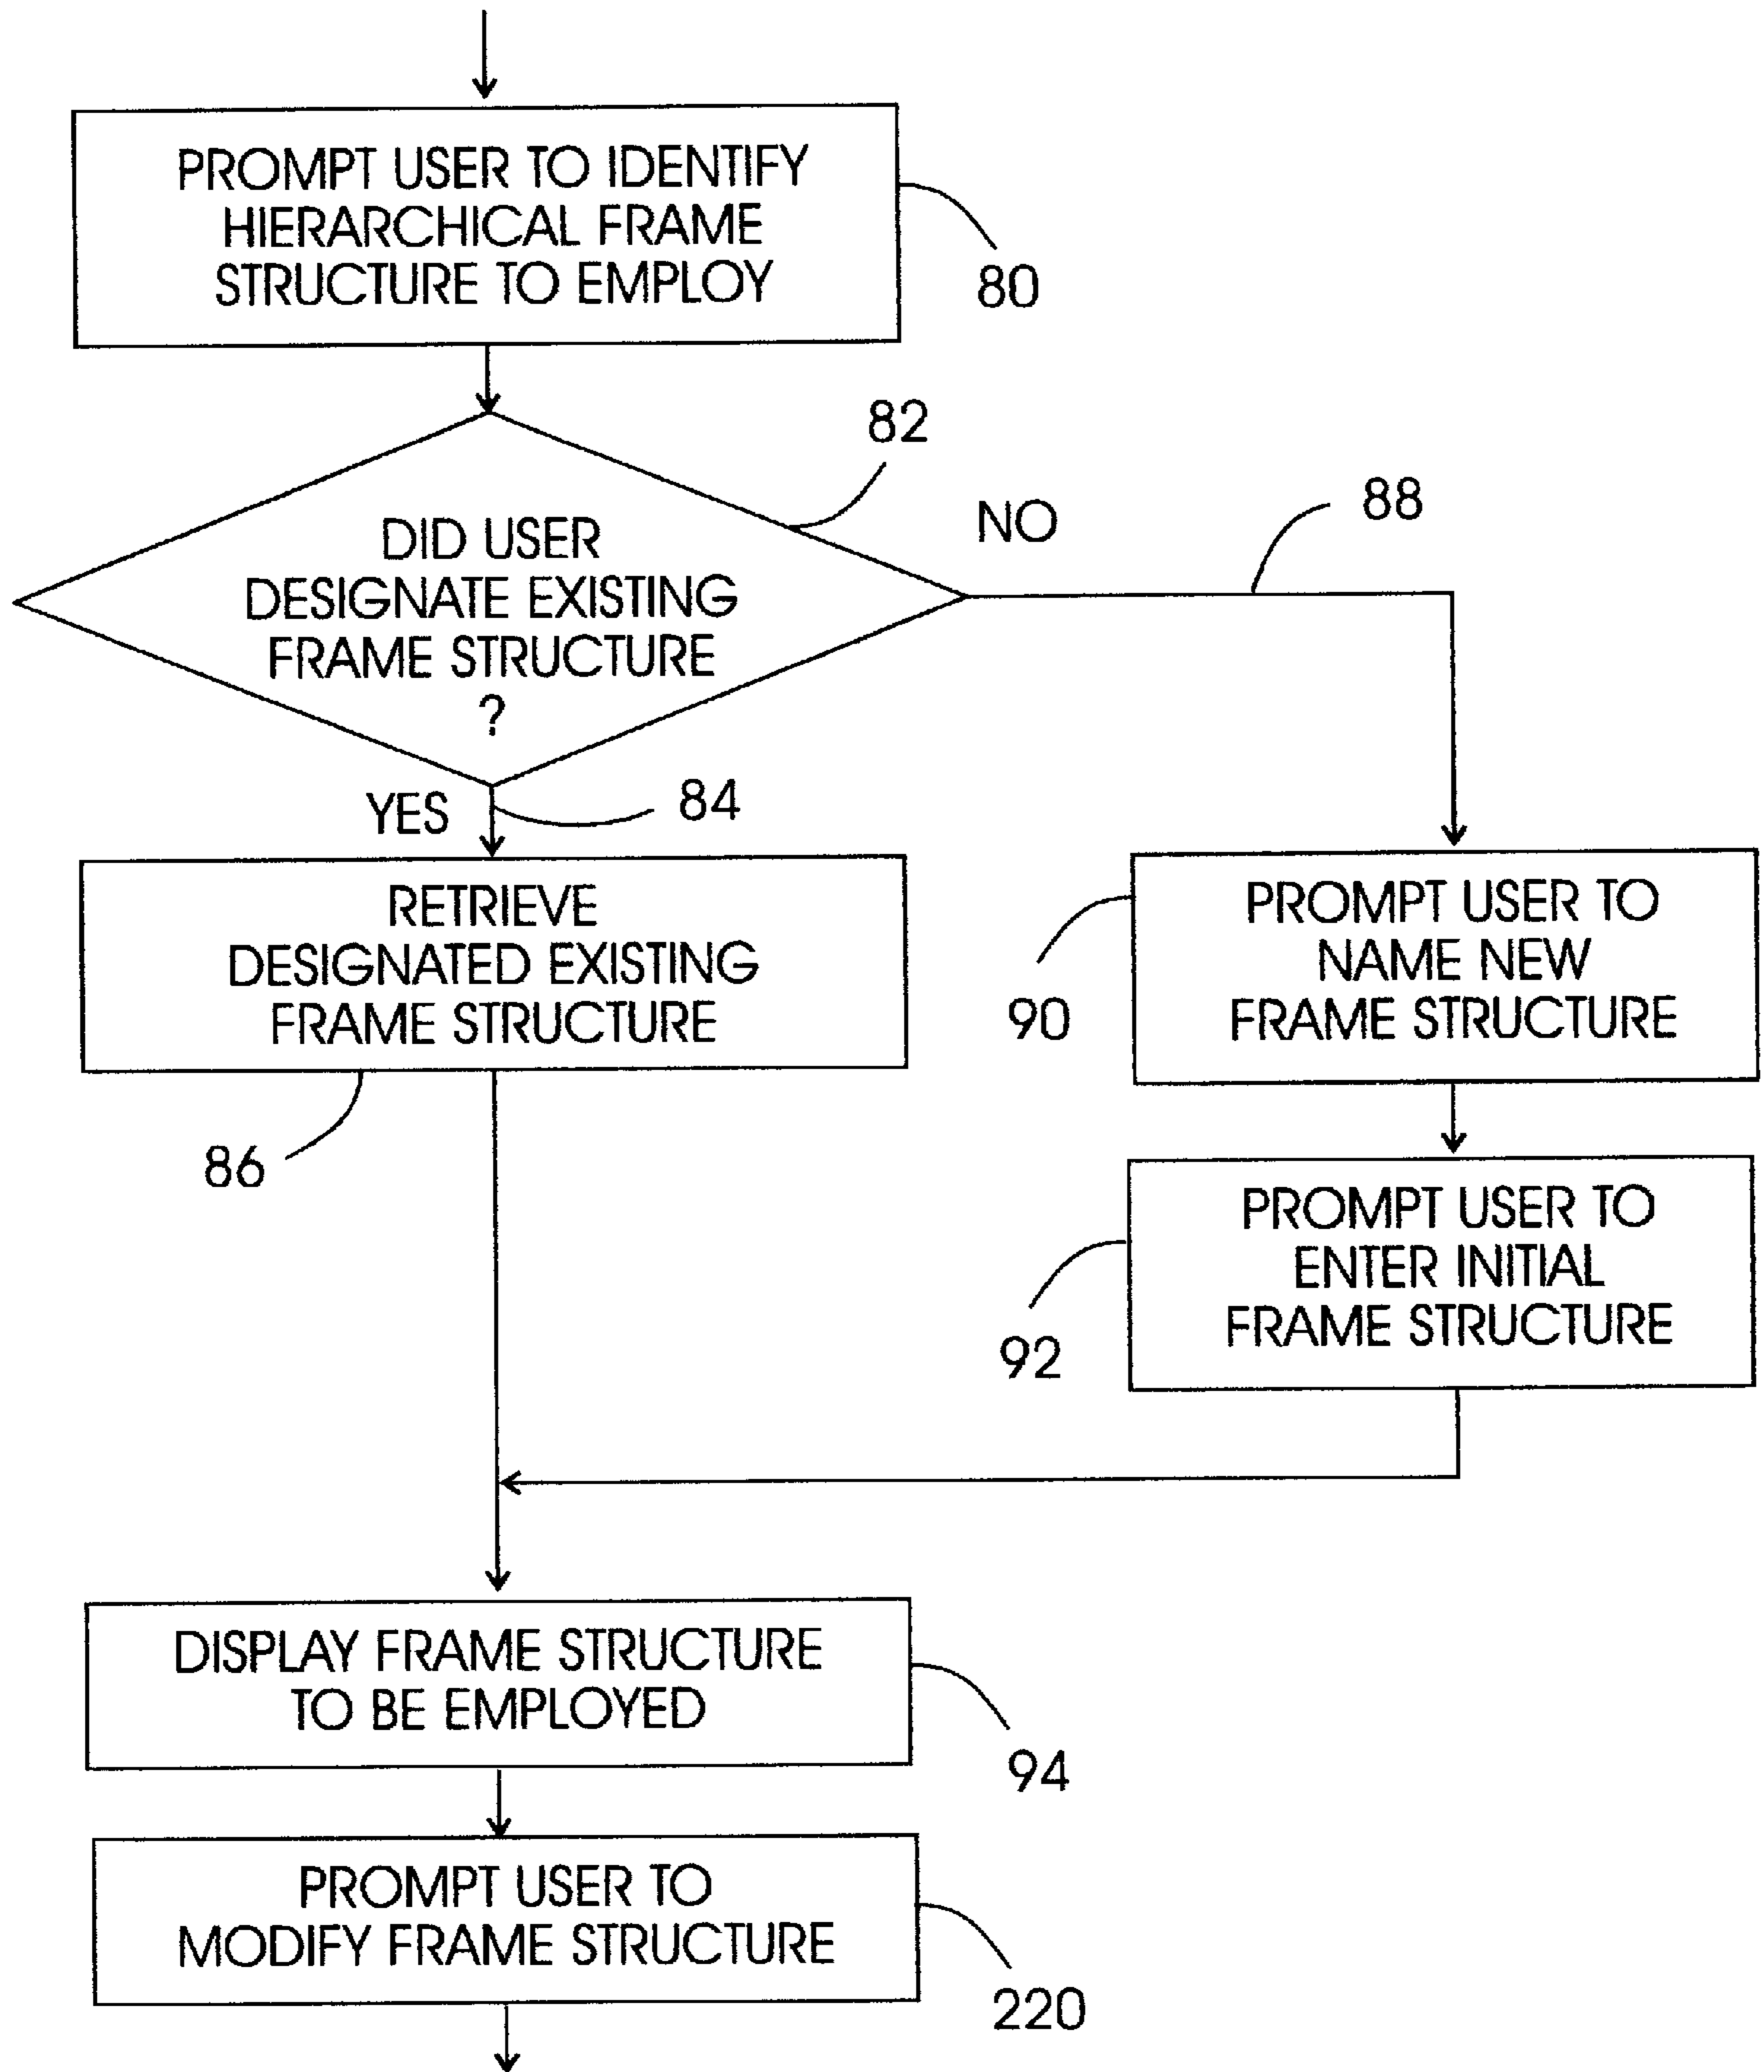 PROMPT USER TO IDENTIFY
HIERARCHICAL FRAME
STRUCTURE TO EMPLOY
80
82
DID USER
DESIGNATE EXISTING
FRAME STRUCTURE
?
NO
88
YES
84
RETRIEVE
DESIGNATED EXISTING
FRAME STRUCTURE
86
PROMPT USER TO
NAME NEW
FRAME STRUCTURE
90
PROMPT USER TO
ENTER INITIAL
FRAME STRUCTURE
92
DISPLAY FRAME STRUCTURE
TO BE EMPLOYED
94
PROMPT USER TO
MODIFY FRAME STRUCTURE
220